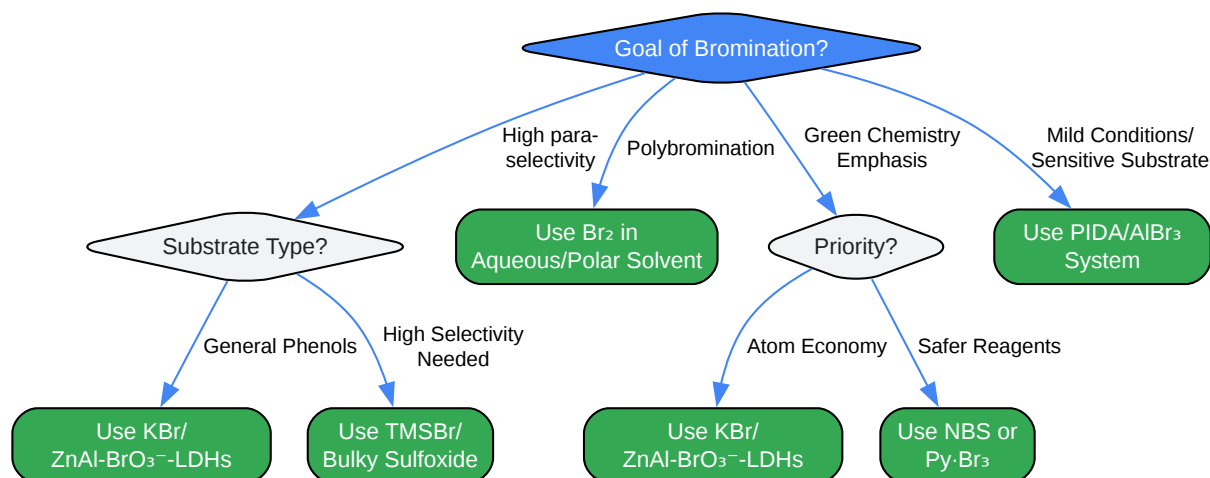 Goal of Bromination?
High para-
selectivity
Polybromination
Green Chemistry
Emphasis
Mild Conditions/
Sensitive Substrate
Substrate Type?
Use Br₂ in
Aqueous/Polar Solvent
Priority?
Use PIDA/AlBr₃
System
General Phenols
High Selectivity
Needed
Atom Economy
Safer Reagents
Use KBr/
ZnAl-BrO₃⁻-LDHs
Use TMSBr/
Bulky Sulfoxide
Use KBr/
ZnAl-BrO₃⁻-LDHs
Use NBS or
Py·Br₃